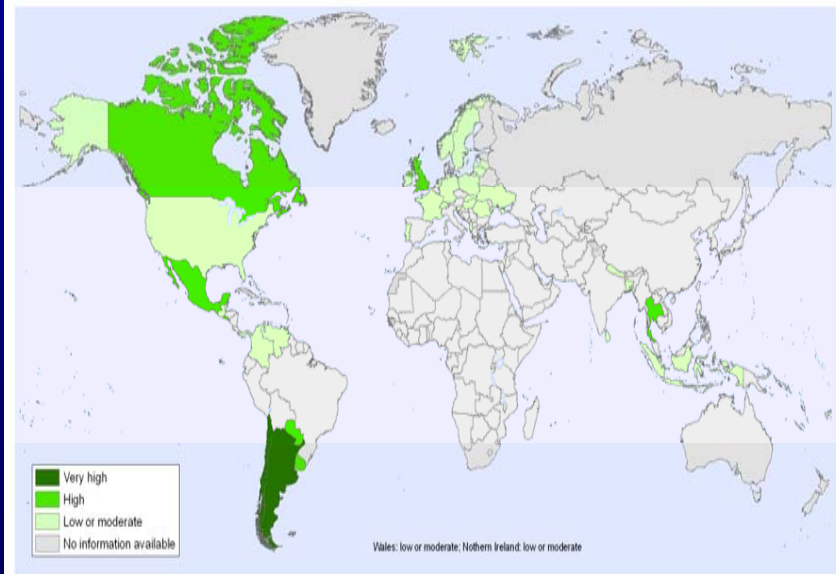 Very high
High
Low or moderate
No information available
Wales: low or moderate; Nothern Ireland: low or moderate